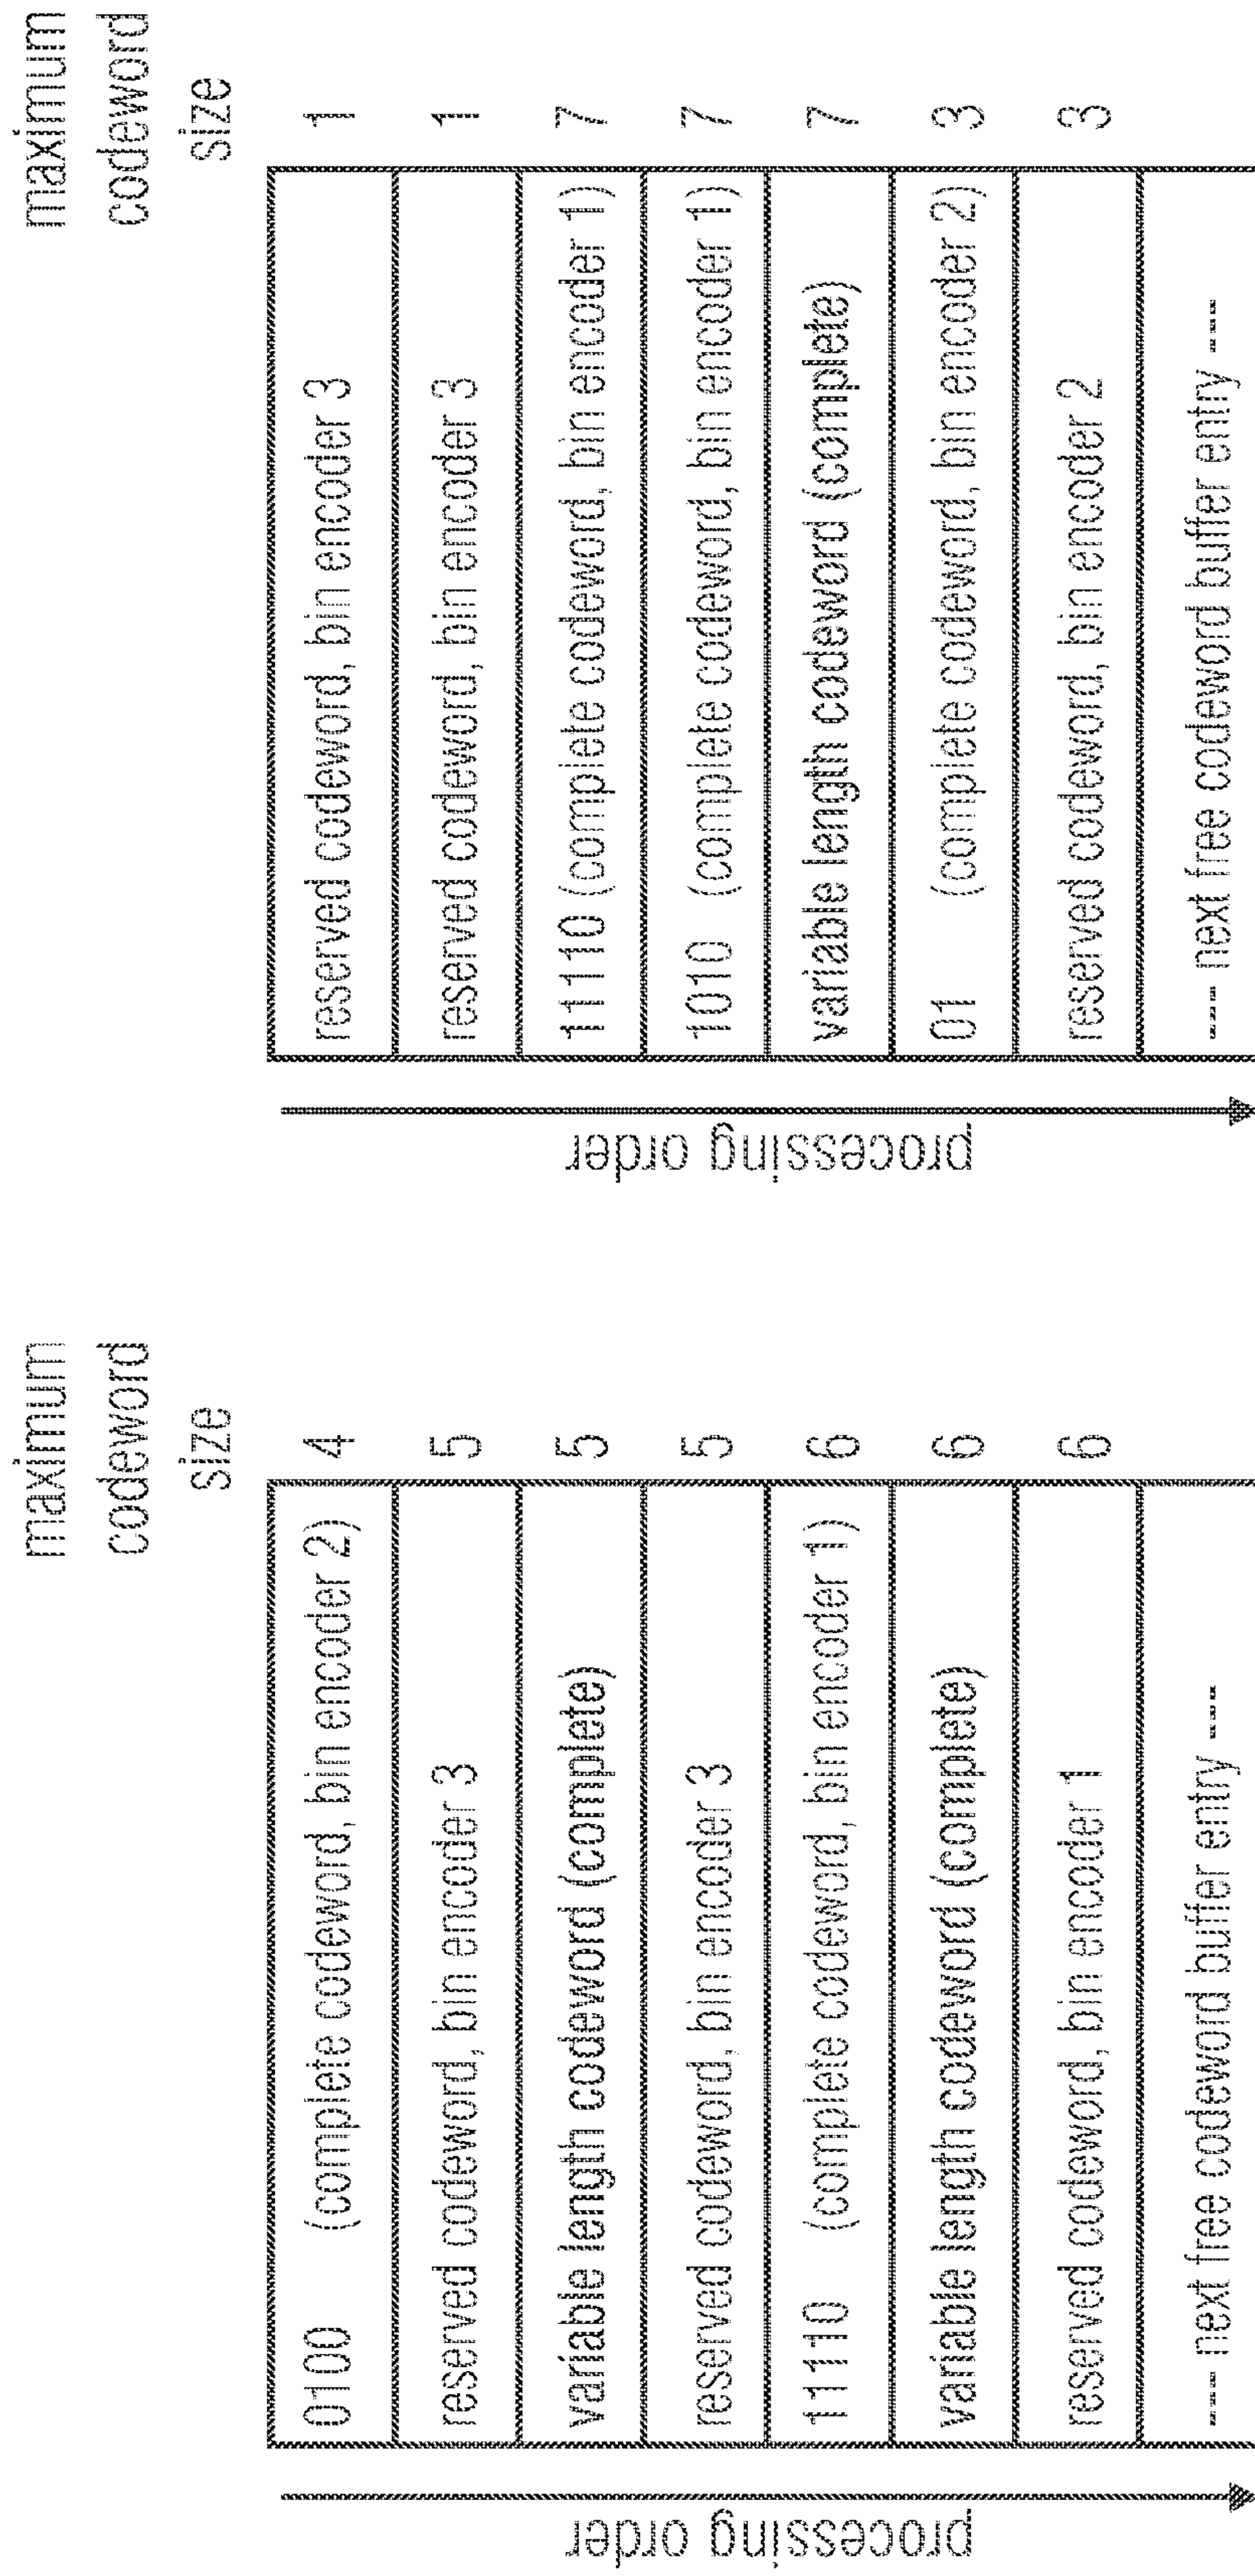 maximum
codeword
size
0100 (complete codeword, bin encoder 2) 4
reserved codeword, bin encoder 3 5
variable length codeword (complete) 5
reserved codeword, bin encoder 3 5
11110 (complete codeword, bin encoder 1) 6
variable length codeword (complete) 6
reserved codeword, bin encoder 1 6
---- next free codeword buffer entry ----
processing order
maximum
codeword
size
reserved codeword, bin encoder 3 1
reserved codeword, bin encoder 3 1
11110 (complete codeword, bin encoder 1) 7
1010 (complete codeword, bin encoder 1) 7
variable length codeword (complete) 7
01 (complete codeword, bin encoder 2) 3
reserved codeword, bin encoder 2 3
---- next free codeword buffer entry ----
processing order